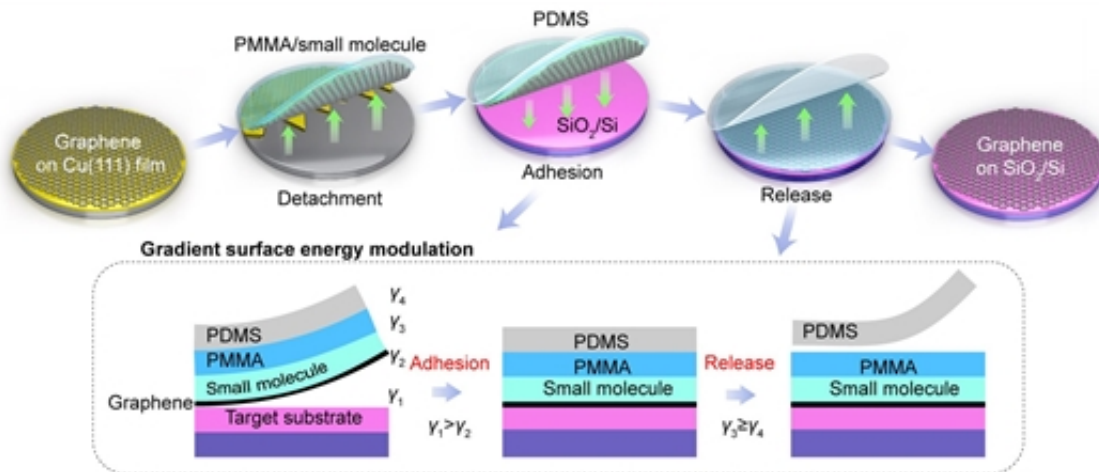 PMMA/small molecule
PDMS
Graphene
on Cu(111) film
SiO₂/Si
Graphene
on SiO₂/Si
Detachment
Adhesion
Release
Gradient surface energy modulation
PDMS
PMMA
Small molecule
Graphene
Target substrate
γ₄
γ₃
γ₂
γ₁
Adhesion
γ₁>γ₂
PDMS
PMMA
Small molecule
Release
γ₃≥γ₄
PDMS
PMMA
Small molecule